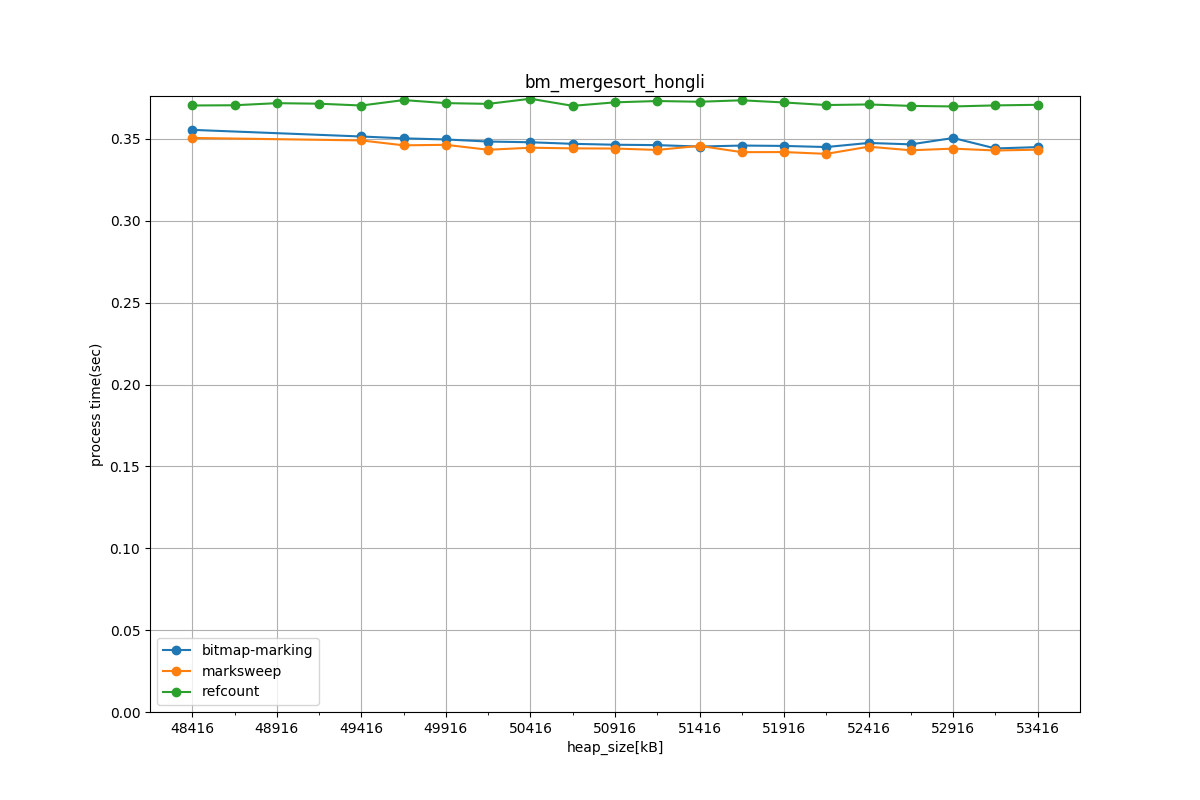 bm_mergesort_hongli
process time(sec)
0.35
0.30
0.25
0.20
0.15
0.10
0.05
0.00
bitmap-marking
marksweep
refcount
48416 48916 49416 49916 50416 50916 51416 51916 52416 52916 53416
heap_size[kB]